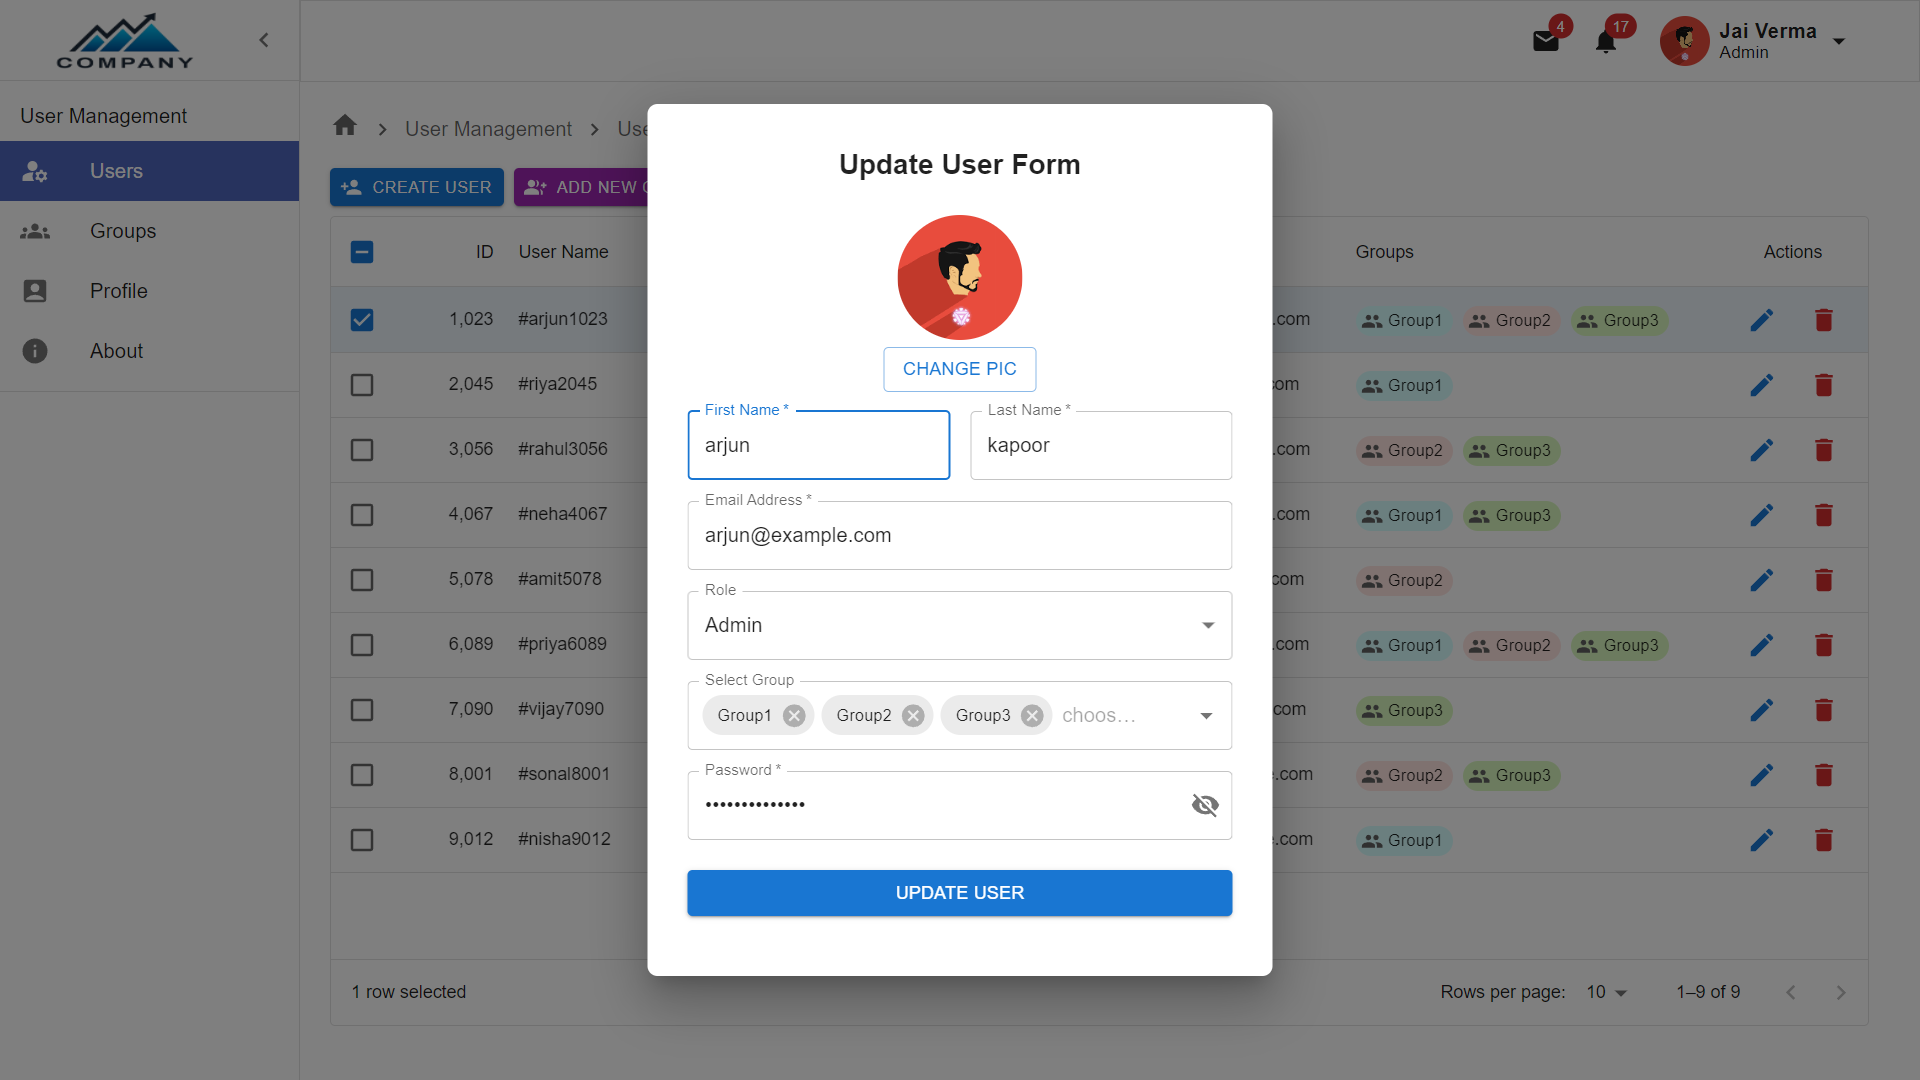 COMPANY
4
17
Jai Verma
Admin
User Management
Users
Groups
Profile
About
User Management
CREATE USER
ADD NEW
ID User Name Groups Actions
1,023 #arjun1023 .com Group1 Group2 Group3
2,045 #riya2045 com Group1
3,056 #rahul3056 .com Group2 Group3
4,067 #neha4067 .com Group1 Group3
5,078 #amit5078 com Group2
6,089 #priya6089 .com Group1 Group2 Group3
7,090 #vijay7090 com Group3
8,001 #sonal8001 .com Group2 Group3
9,012 #nisha9012 .com Group1
1 row selected
Rows per page: 10 1–9 of 9
Update User Form
CHANGE PIC
First Name *
arjun
Last Name *
kapoor
Email Address *
arjun@example.com
Role
Admin
Select Group
Group1 Group2 Group3 choos...
Password *
••••••••••••••
UPDATE USER